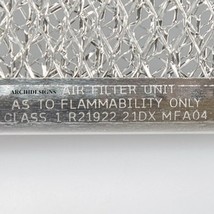 ARCHIDESIGNS AIR FILTER UNIT
AS TO FLAMMABILITY ONLY
CLASS 1 R21922 21DX MFA04